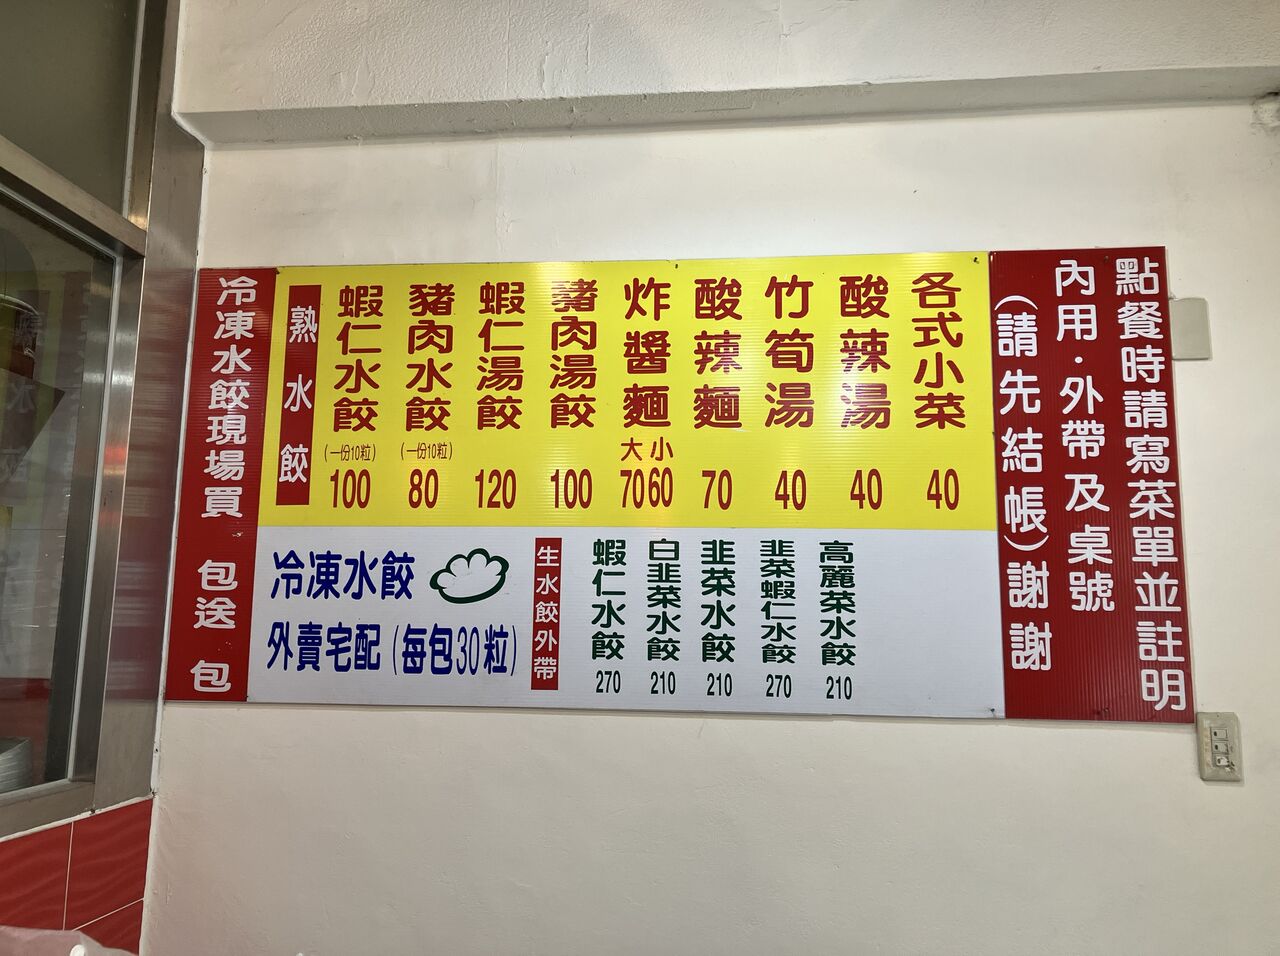 點餐時請寫菜單並註明
內用·外帶及桌號
(請先結帳)謝謝
各式小菜
40
酸辣湯
40
竹筍湯
40
酸辣麵
70
炸醬麵
大 小
70 60
豬肉湯餃
100
蝦仁湯餃
120
豬肉水餃
(一份10粒)
80
蝦仁水餃
(一份10粒)
100
熟水餃
冷凍水餃
外賣宅配(每包30粒)
生水餃外帶
蝦仁水餃
270
白韮菜水餃
210
韮菜水餃
210
韮菜蝦仁水餃
270
高麗菜水餃
210
冷凍水餃現場買 包送 包